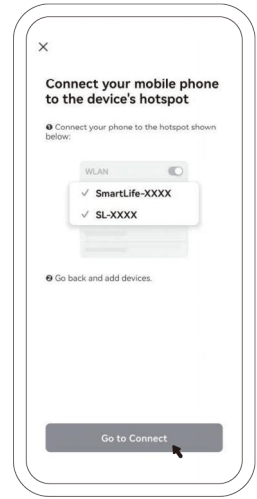 Connect your mobile phone
to the device's hotspot
❶ Connect your phone to the hotspot shown
below:
WLAN
✓ SmartLife-XXXX
✓ SL-XXXX
❷ Go back and add devices.
Go to Connect